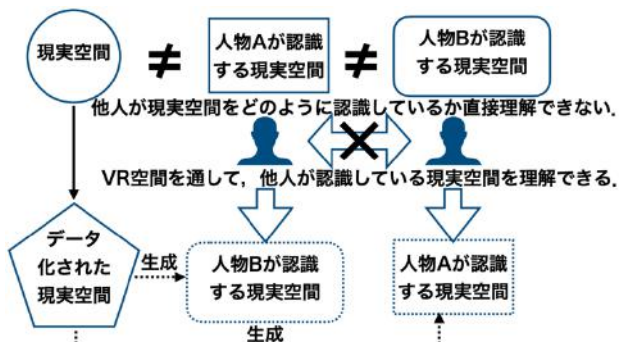 現実空間
≠
人物Aが認識
する現実空間
≠
人物Bが認識
する現実空間
他人が現実空間をどのように認識しているか直接理解できない．
VR空間を通して，他人が認識している現実空間を理解できる．
データ
化された
現実空間
生成
人物Bが認識
する現実空間
人物Aが認識
する現実空間
生成